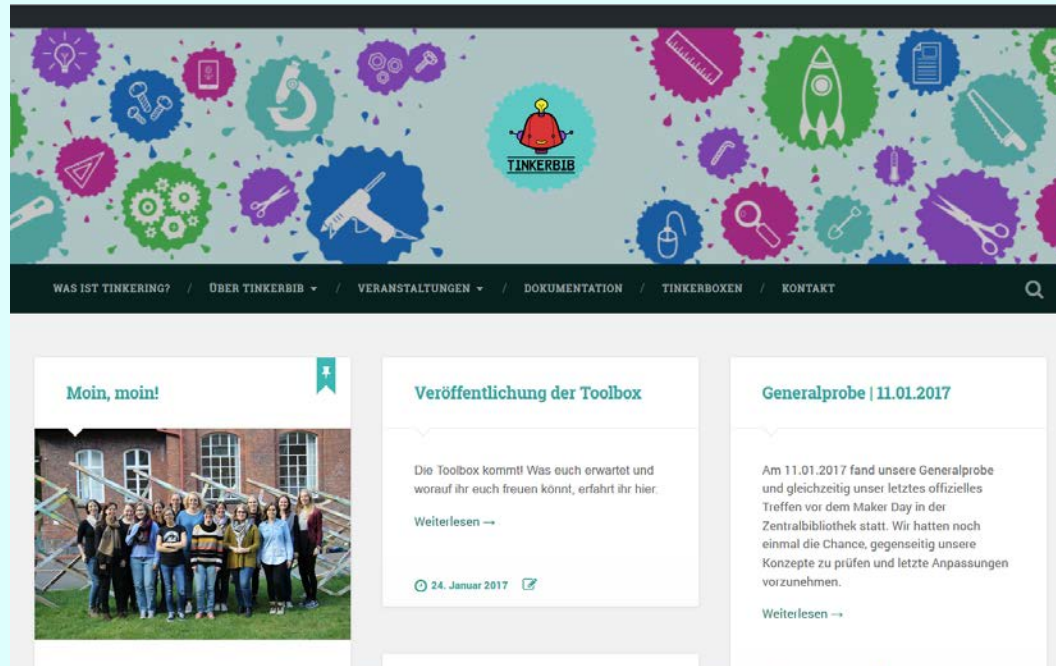 TINKERBIB
WAS IST TINKERING? / ÜBER TINKERBIB / VERANSTALTUNGEN / DOKUMENTATION / TINKERBOXEN / KONTAKT
Moin, moin!
Veröffentlichung der Toolbox
Die Toolbox kommt! Was euch erwartet und
worauf ihr euch freuen könnt, erfahrt ihr hier.
Weiterlesen →
24. Januar 2017
Generalprobe | 11.01.2017
Am 11.01.2017 fand unsere Generalprobe
und gleichzeitig unser letztes offizielles
Treffen vor dem Maker Day in der
Zentralbibliothek statt. Wir hatten noch
einmal die Chance, gegenseitig unsere
Konzepte zu prüfen und letzte Anpassungen
vorzunehmen.
Weiterlesen →